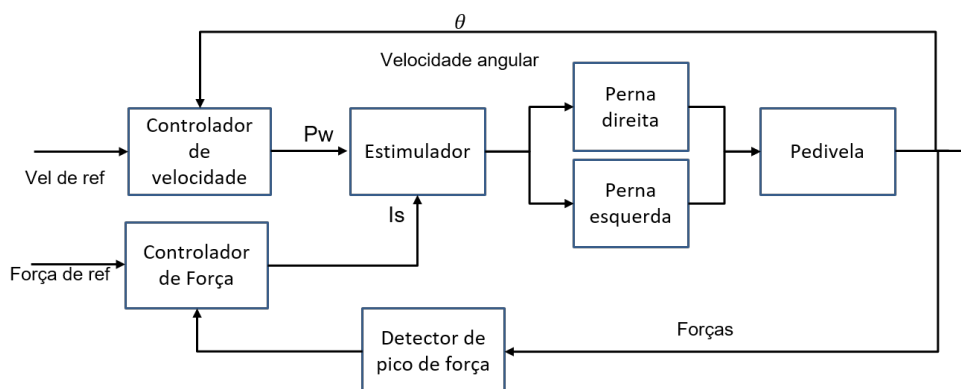 θ
Velocidade angular
Controlador
de
velocidade
Vel de ref
Pw
Estimulador
Perna
direita
Perna
esquerda
Pedivela
Is
Controlador
de Força
Força de ref
Detector de
pico de força
Forças